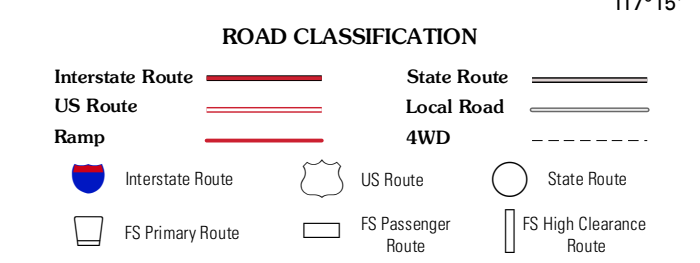 117°15'
ROAD CLASSIFICATION
Interstate Route
State Route
US Route
Local Road
Ramp
4WD
Interstate Route
US Route
State Route
FS Primary Route
FS Passenger
Route
FS High Clearance
Route